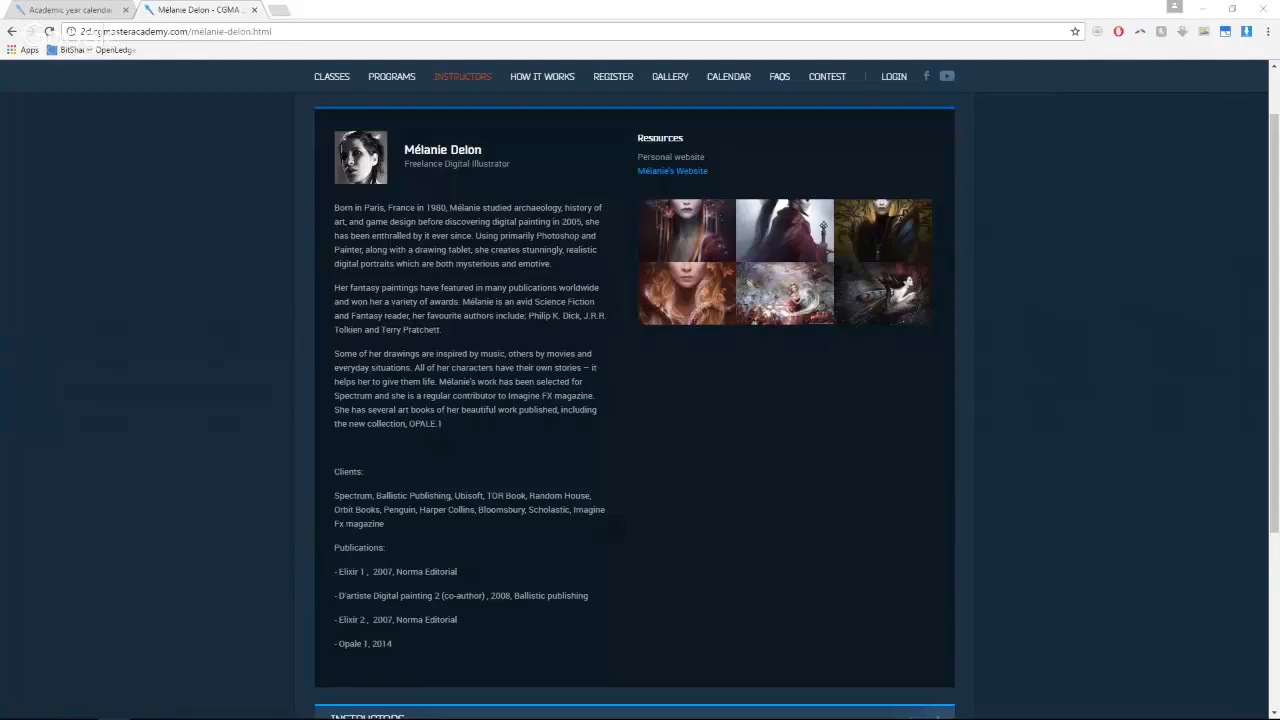 Academic year calendar
Mélanie Delon - CGMA
2d.cgmasteracademy.com/mélanie-delon.html
Apps
BitShar
OpenLedge
CLASSES
PROGRAMS
INSTRUCTORS
HOW IT WORKS
REGISTER
GALLERY
CALENDAR
FAQS
CONTEST
LOGIN
Mélanie Delon
Freelance Digital Illustrator
Born in Paris, France in 1980, Mélanie studied archaeology, history of
art, and game design before discovering digital painting in 2005, she
has been enthralled by it ever since. Using primarily Photoshop and
Painter, along with a drawing tablet, she creates stunningly, realistic
digital portraits which are both mysterious and emotive.
Her fantasy paintings have featured in many publications worldwide
and won her a variety of awards. Mélanie is an avid Science Fiction
and Fantasy reader, her favourite authors include; Philip K. Dick, J.R.R.
Tolkien and Terry Pratchett.
Some of her drawings are inspired by music, others by movies and
everyday situations. All of her characters have their own stories – it
helps her to give them life. Mélanie's work has been selected for
Spectrum and she is a regular contributor to Imagine FX magazine.
She has several art books of her beautiful work published, including
the new collection, OPALE.1
Clients:
Spectrum, Ballistic Publishing, Ubisoft, TOR Book, Random House,
Orbit Books, Penguin, Harper Collins, Bloomsbury, Scholastic, Imagine
Fx magazine
Publications:
- Elixir 1 , 2007, Norma Editorial
- D'artiste Digital painting 2 (co-author) , 2008, Ballistic publishing
- Elixir 2 , 2007, Norma Editorial
- Opale 1, 2014
Resources
Personal website
Mélanie's Website
INSTRUCTORS